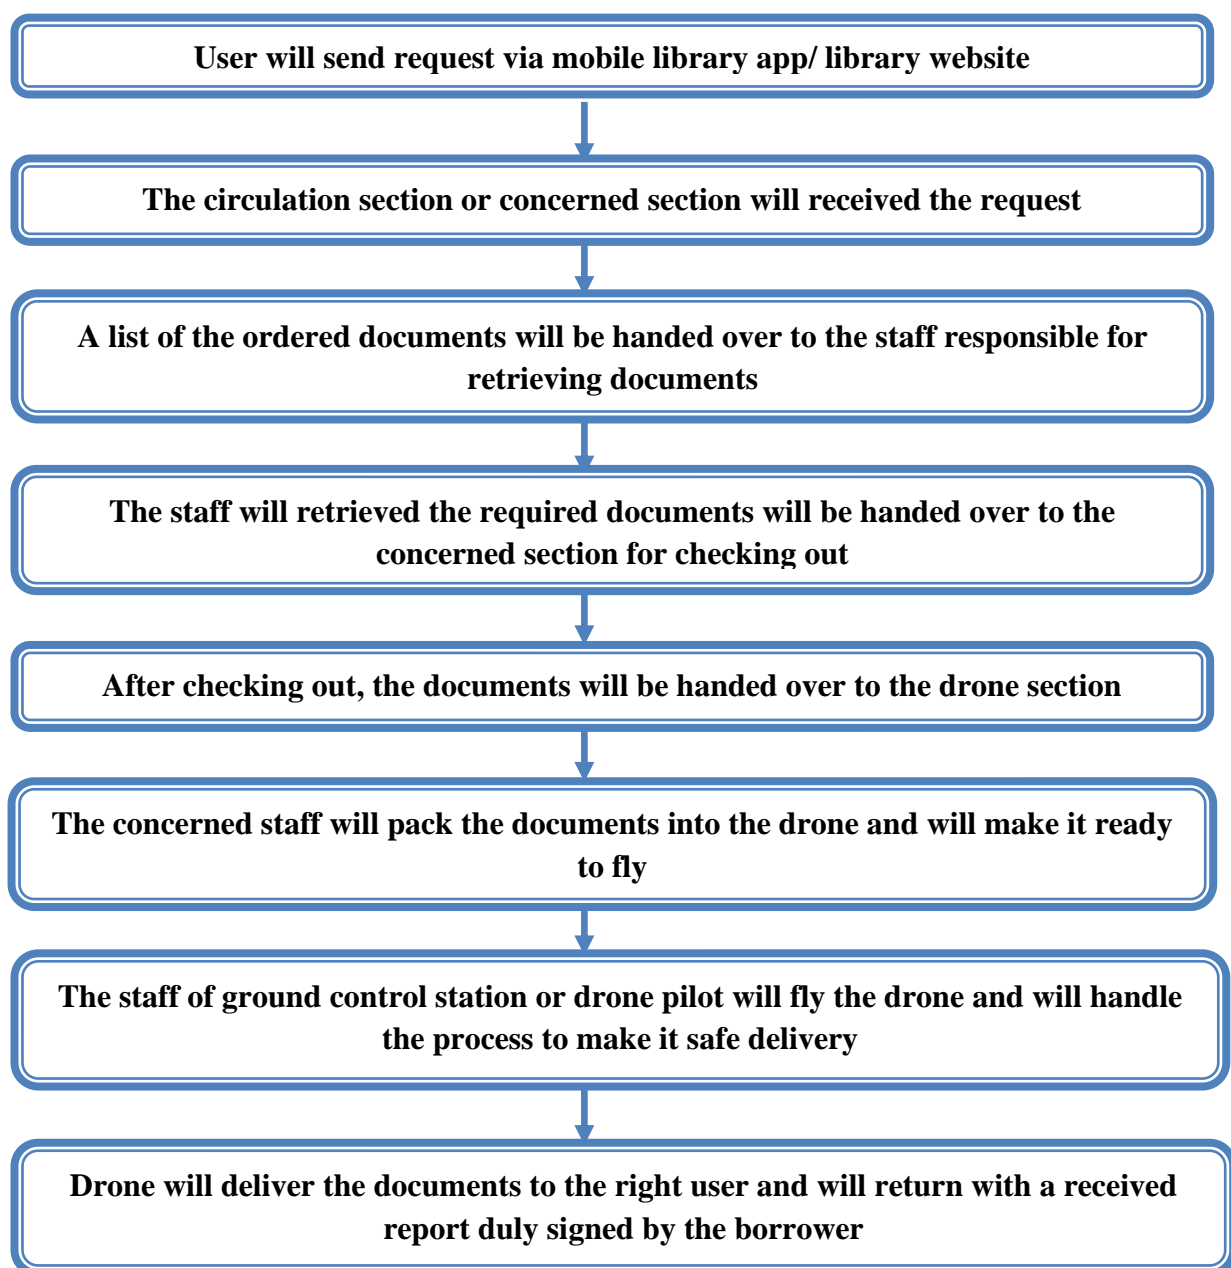 User will send request via mobile library app/ library website
The circulation section or concerned section will received the request
A list of the ordered documents will be handed over to the staff responsible for
retrieving documents
The staff will retrieved the required documents will be handed over to the
concerned section for checking out
After checking out, the documents will be handed over to the drone section
The concerned staff will pack the documents into the drone and will make it ready
to fly
The staff of ground control station or drone pilot will fly the drone and will handle
the process to make it safe delivery
Drone will deliver the documents to the right user and will return with a received
report duly signed by the borrower